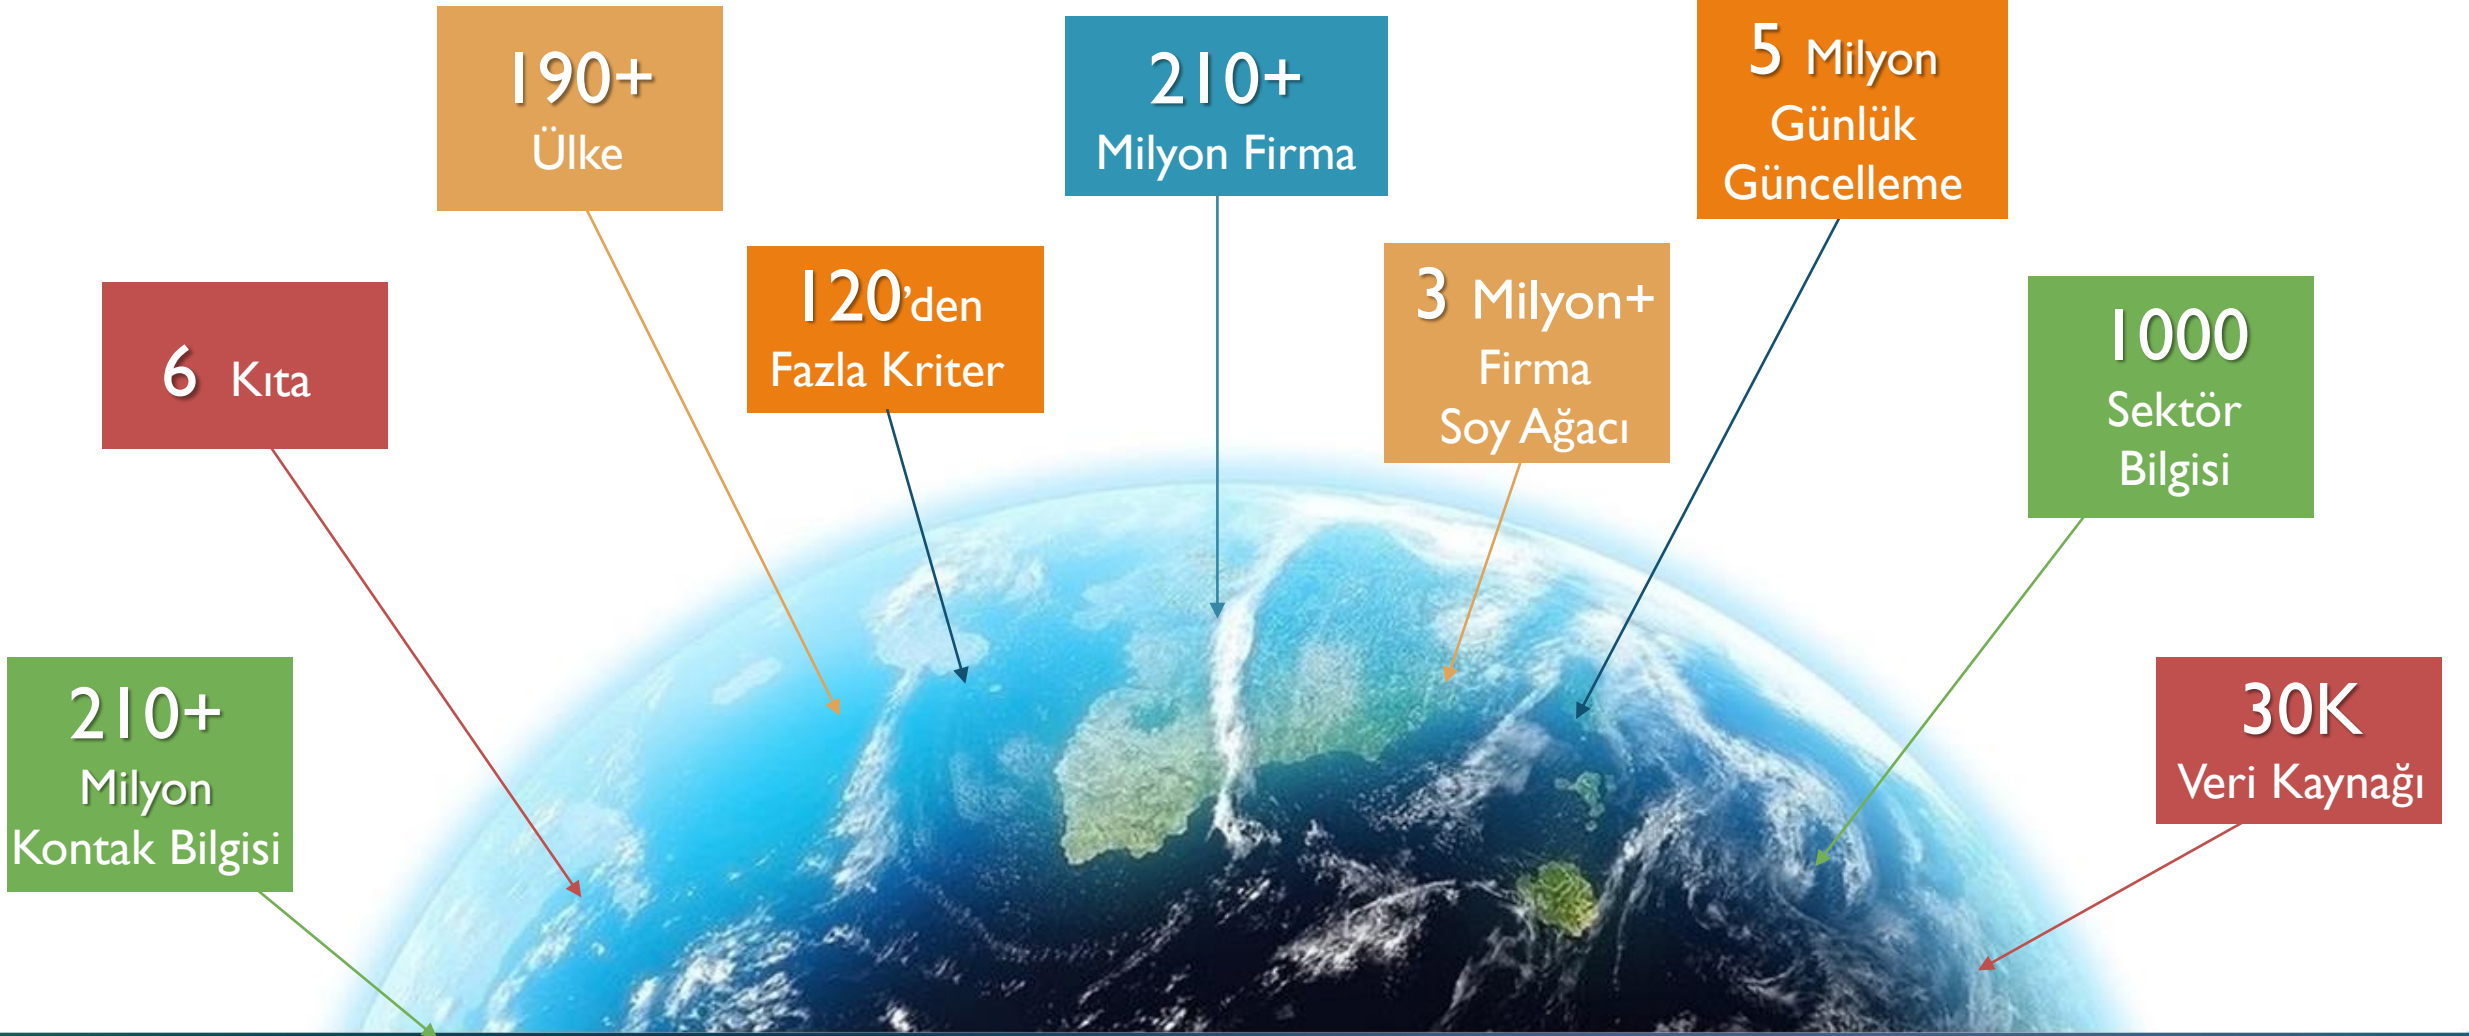 190+
Ülke
210+
Milyon Firma
5 Milyon
Günlük
Güncelleme
6 Kıta
120’den
Fazla Kriter
3 Milyon+
Firma
Soy Ağacı
1000
Sektör
Bilgisi
210+
Milyon
Kontak Bilgisi
30K
Veri Kaynağı